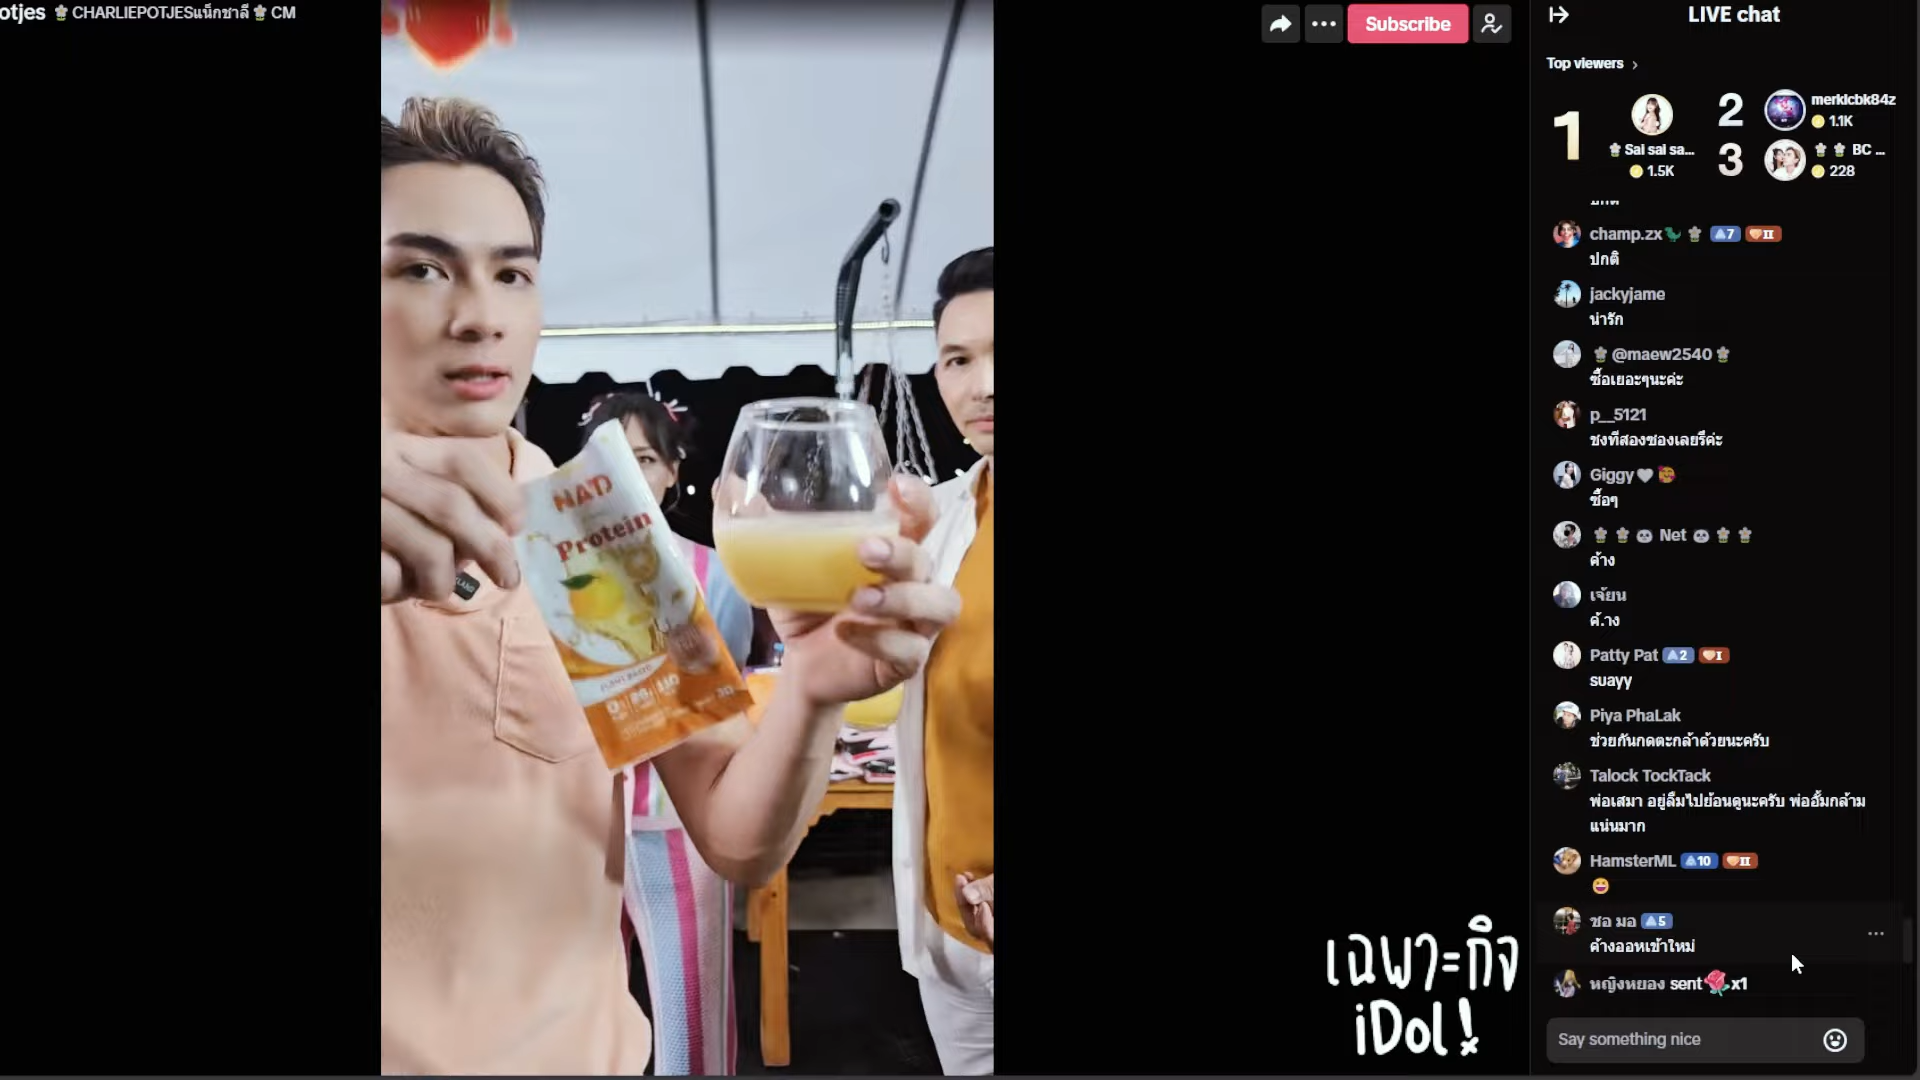 otjes CHARLIEPOTJESแน็กชาลี CM
Subscribe
LIVE chat
Top viewers
1
Sai sai sa...
1.5K
2
merklcbk84z
1.1K
3
BC ...
228
ปกติ
champ.zx 7 II
ปกติ
jackyjame
น่ารัก
@maew2540
ซื้อเยอะๆนะค่ะ
p__5121
ชงทีสองซองเลยรึค่ะ
Giggy
ซื้อๆ
Net
ค้าง
เจ้ยน
ค้.าง
Patty Pat 2 I
suayy
Piya PhaLak
ช่วยกันกดตะกล้าด้วยนะครับ
Talock TockTack
พ่อเสมา อยู่ลืมไปย้อนดูนะครับ พ่ออั้มกล้าม
แน่นมาก
HamsterML 10 II
ชอ มอ 5
ค้างออหเข้าใหม่
หญิงหยอง sent x1
Say something nice
Protein
PLANT BASED
เฉพาะกิจ
iDol!